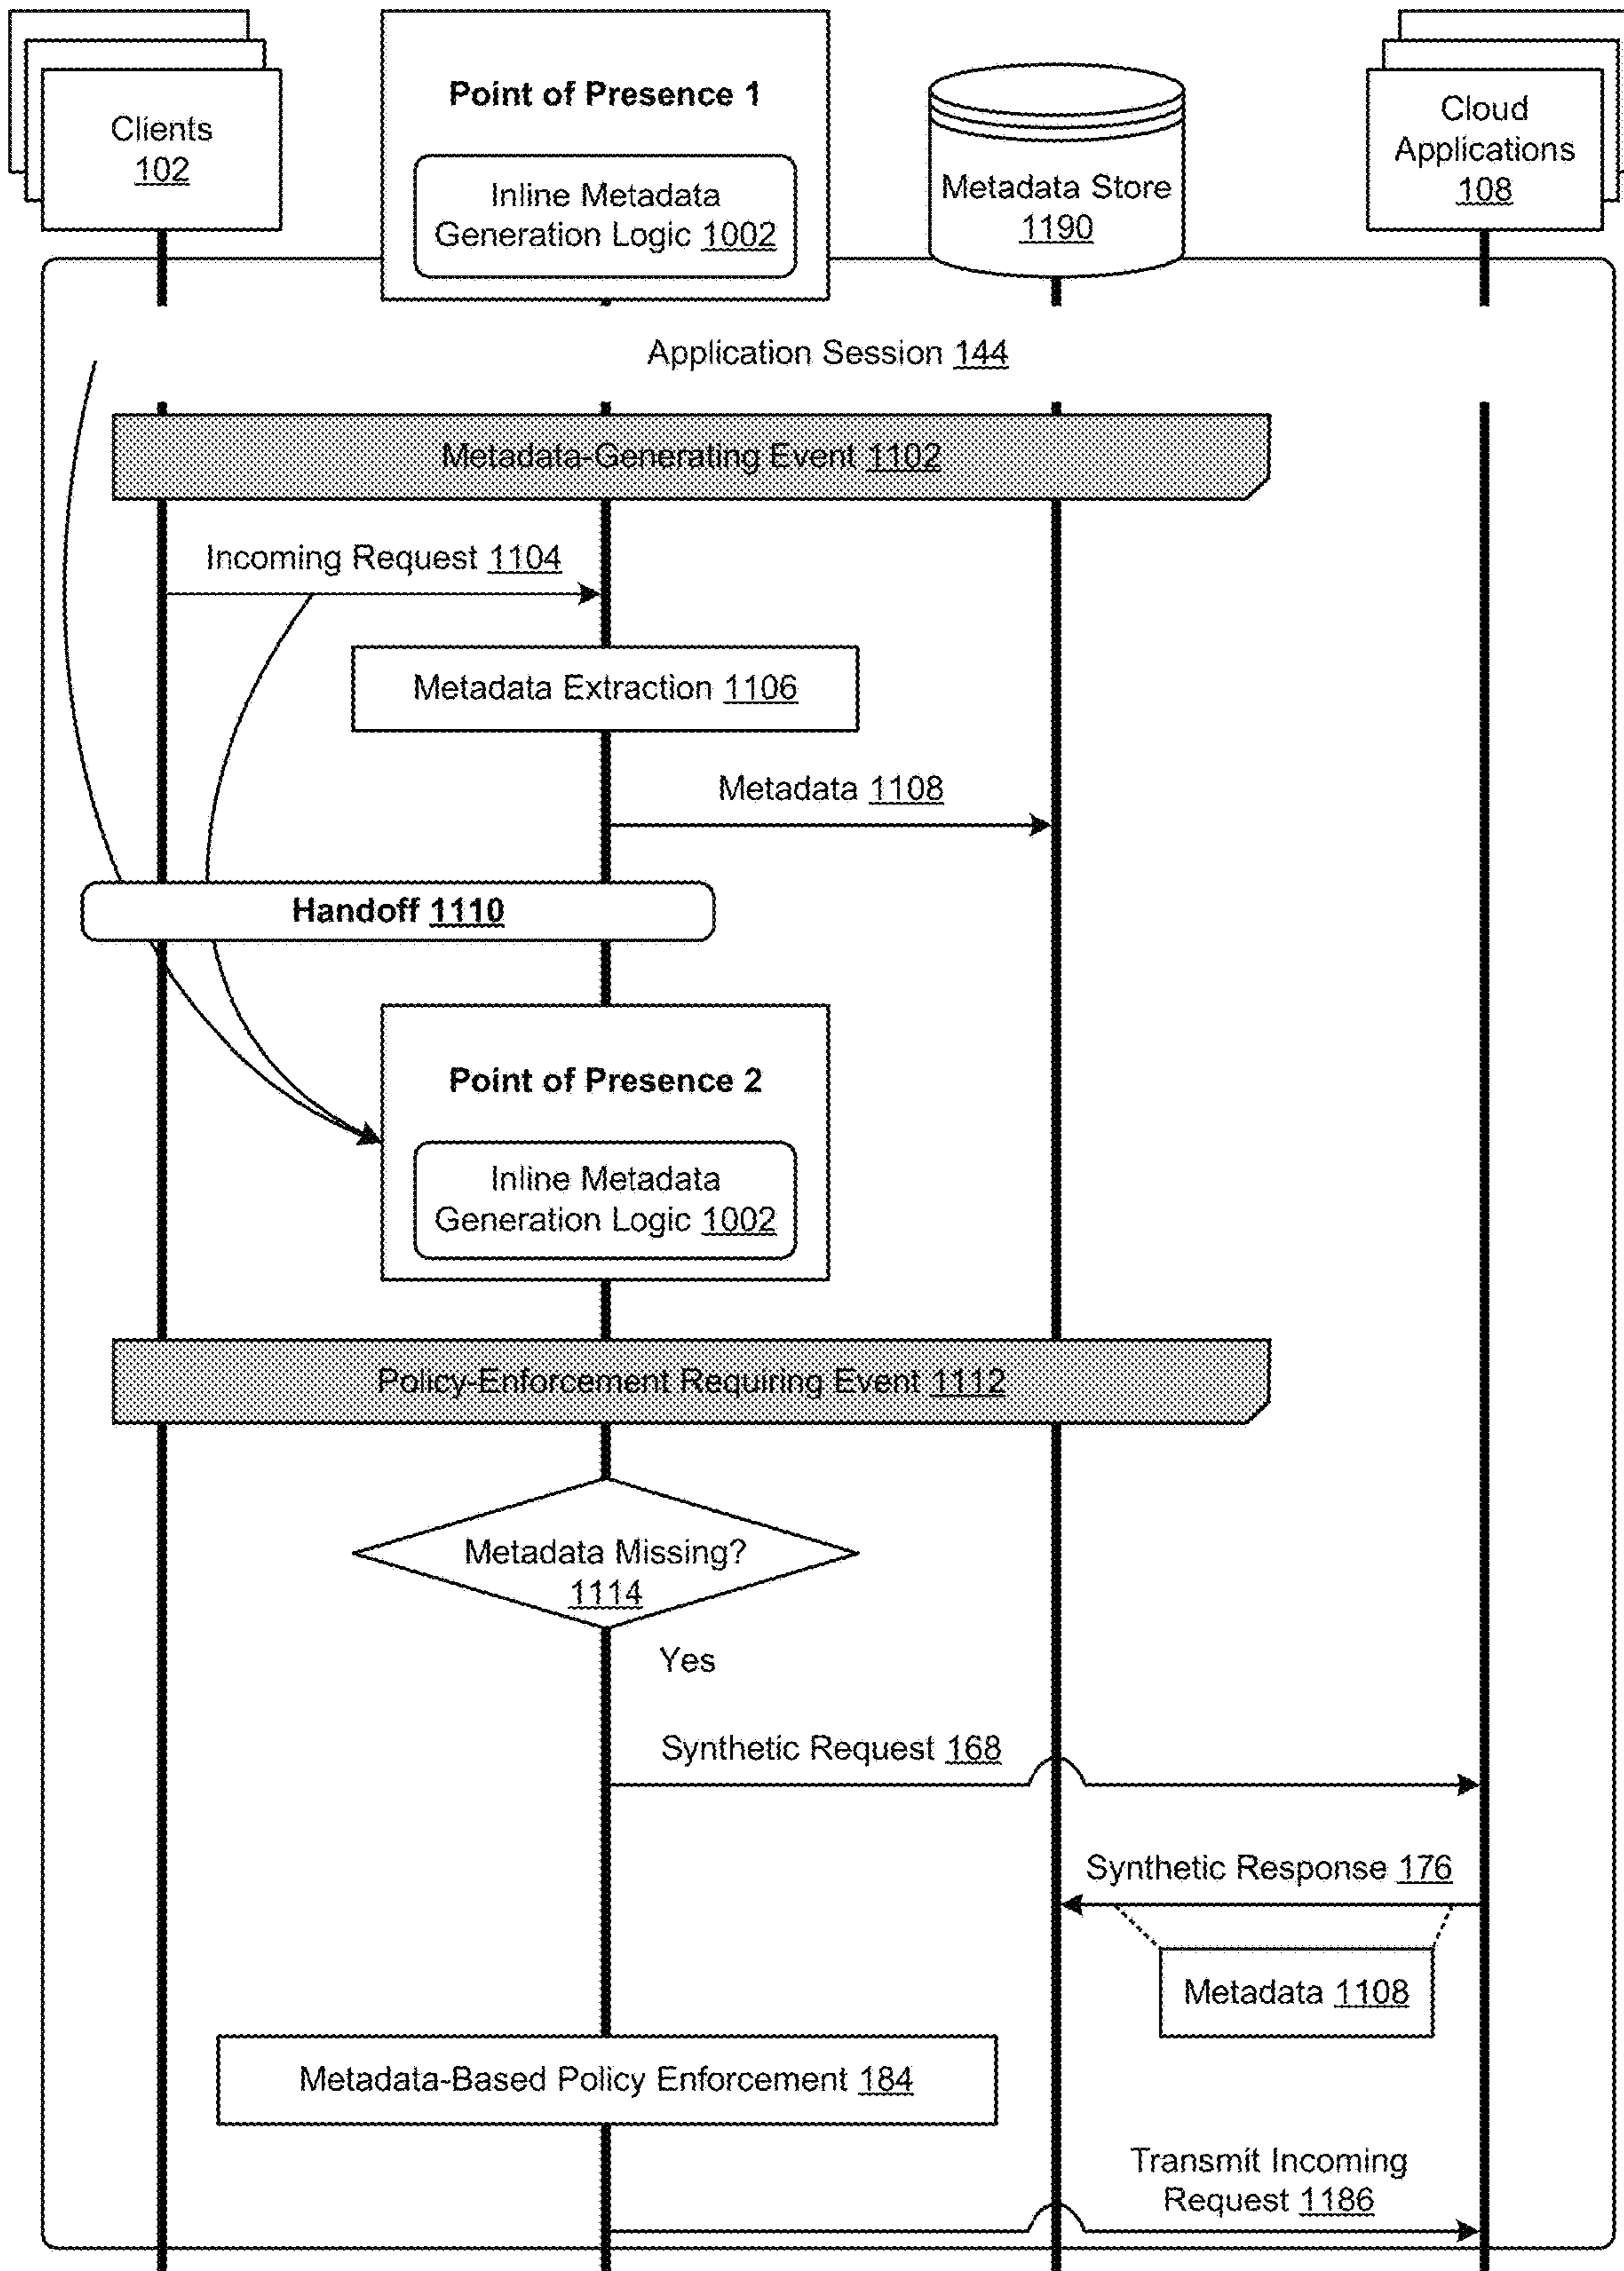 Point of Presence 1
Clients
102
Cloud
Applications
108
Inline Metadata
Generation Logic 1002
Metadata Store
1190
Application Session 144
Metadata-Generating Event 1102
Incoming Request 1104
Metadata Extraction 1106
Metadata 1108
Handoff 1110
Point of Presence 2
Inline Metadata
Generation Logic 1002
Policy-Enforcement Requiring Event 1112
Metadata Missing?
1114
Yes
Synthetic Request 168
Synthetic Response 176
Metadata 1108
Metadata-Based Policy Enforcement 184
Transmit Incoming
Request 1186